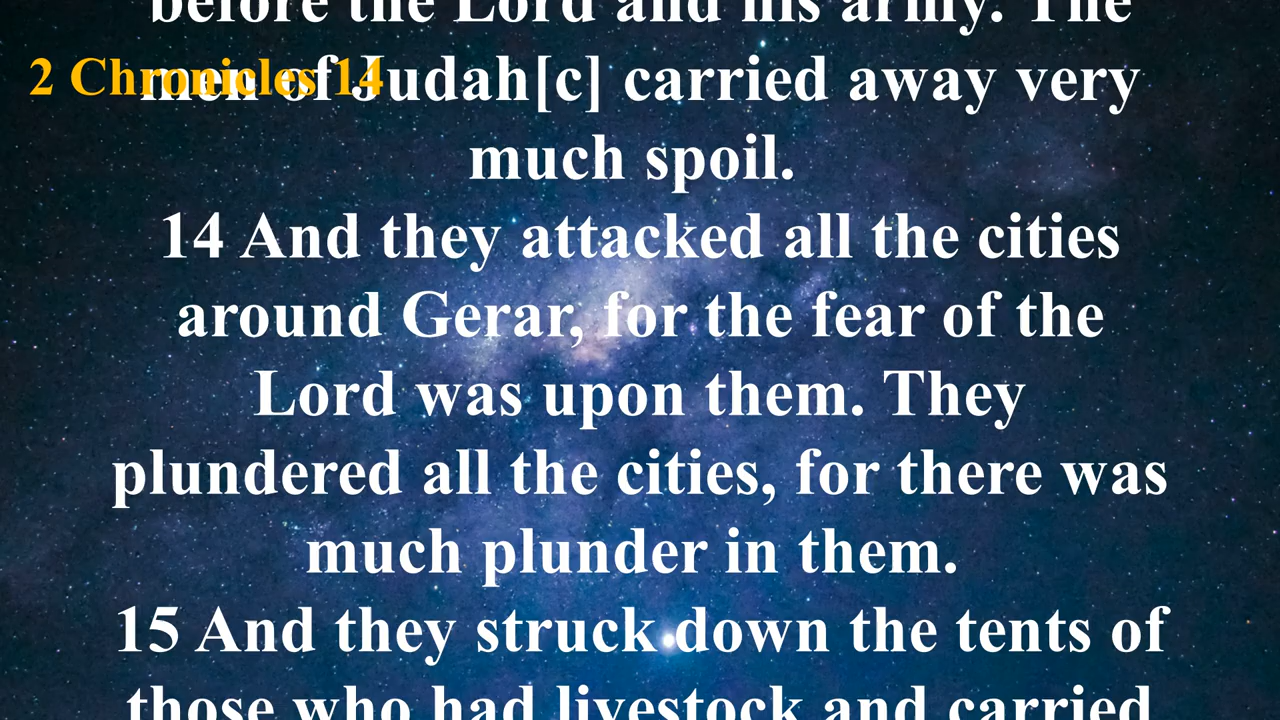 before the Lord and his army. The
2 Chronicles 14
men of Judah[c] carried away very
much spoil.
14 And they attacked all the cities
around Gerar, for the fear of the
Lord was upon them. They
plundered all the cities, for there was
much plunder in them.
15 And they struck down the tents of
those who had livestock and carried